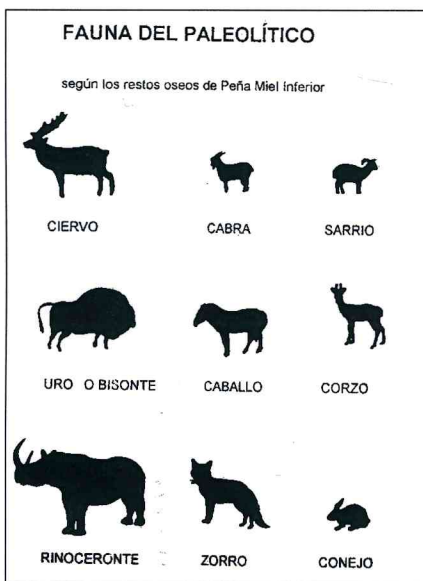 FAUNA DEL PALEOLÍTICO
según los restos oseos de Peña Miel Inferior
CIERVO CABRA SARRIO
URO O BISONTE CABALLO CORZO
RINOCERONTE ZORRO CONEJO